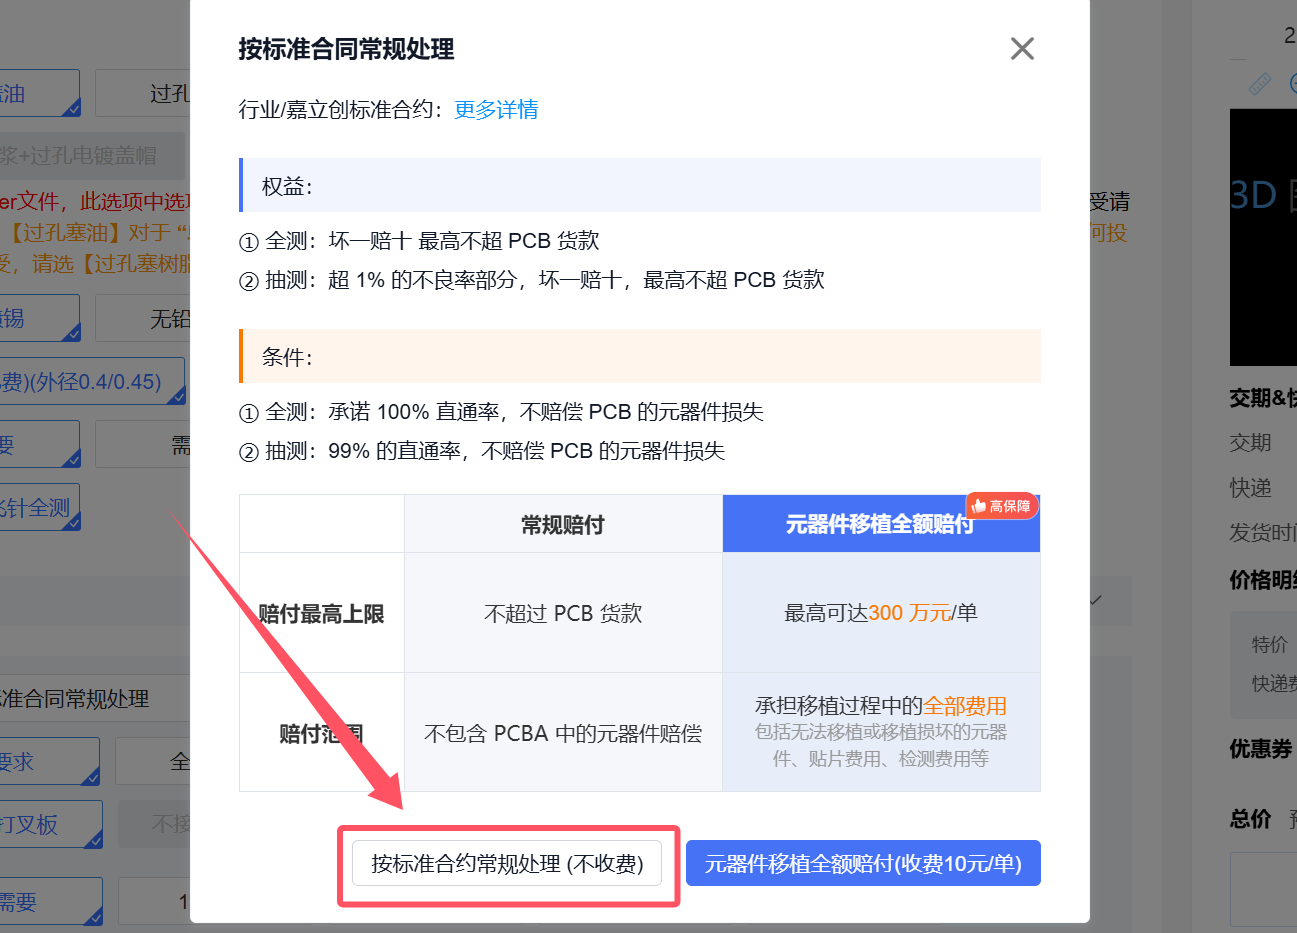 按标准合同常规处理
行业/嘉立创标准合约：更多详情
权益：
① 全测：坏一赔十 最高不超 PCB 货款
② 抽测：超 1% 的不良率部分，坏一赔十，最高不超 PCB 货款
条件：
① 全测：承诺 100% 直通率，不赔偿 PCB 的元器件损失
② 抽测：99% 的直通率，不赔偿 PCB 的元器件损失
高保障
常规赔付
元器件移植全额赔付
赔付最高上限
不超过 PCB 货款
最高可达300 万元/单
赔付范围
不包含 PCBA 中的元器件赔偿
承担移植过程中的全部费用
包括无法移植或移植损坏的元器
件、贴片费用、检测费用等
按标准合约常规处理 (不收费)
元器件移植全额赔付(收费10元/单)
油
过孔
浆+过孔电镀盖帽
er文件，此选项中选项
【过孔塞油】对于 “
受，请选【过孔塞树脂
受请
何投
锡
无铅
费)(外径0.4/0.45)
要
需
飞针全测
准合同常规处理
要求
全
打叉板
不接
需要
1
2
3D
交期&快
交期
快递
发货时间
价格明细
特价
快递费
优惠券
总价